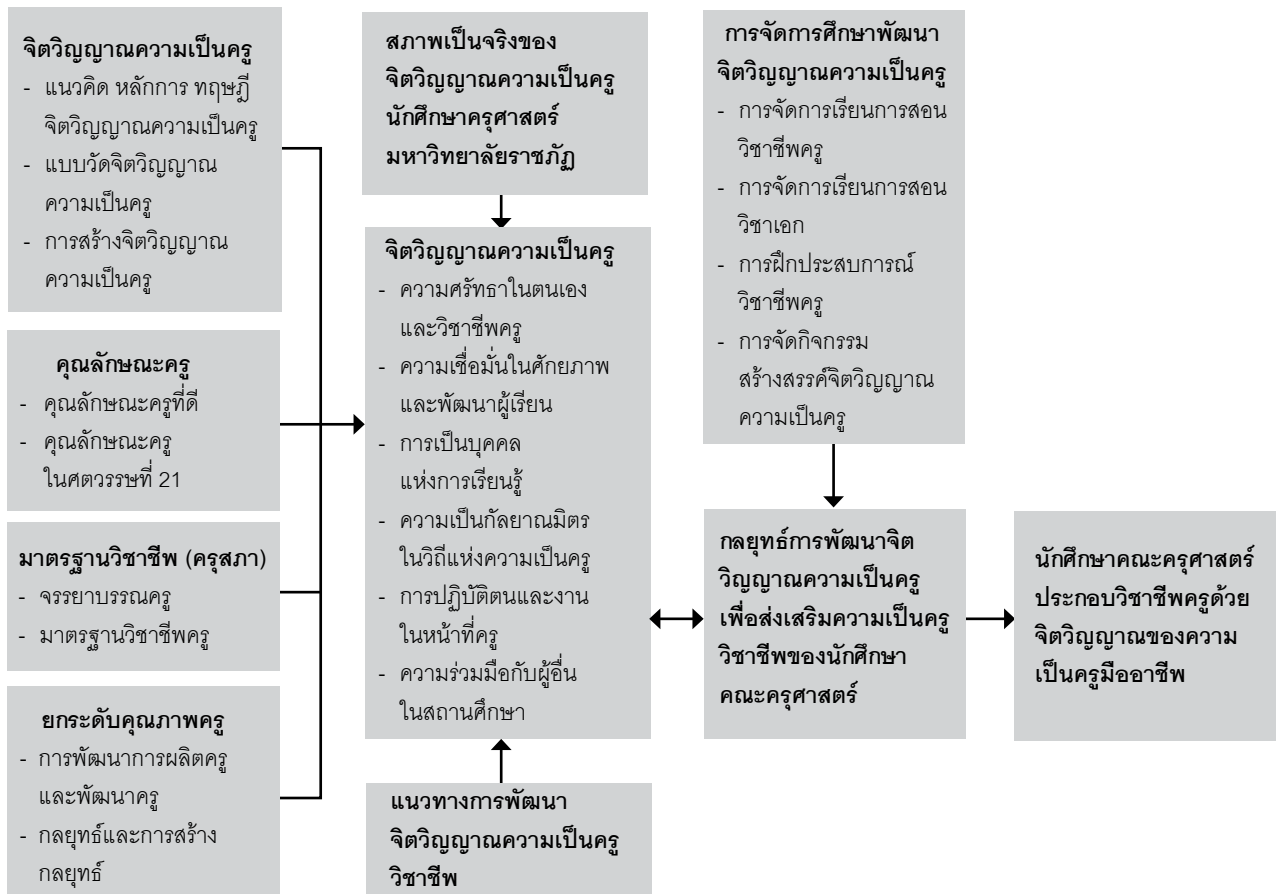 จิตวิญญาณความเป็นครู
- แนวคิด หลักการ ทฤษฎี
จิตวิญญาณความเป็นครู
- แบบวัดจิตวิญญาณ
ความเป็นครู
- การสร้างจิตวิญญาณ
ความเป็นครู
คุณลักษณะครู
- คุณลักษณะครูที่ดี
- คุณลักษณะครู
ในศตวรรษที่ 21
มาตรฐานวิชาชีพ (ครุสภา)
- จรรยาบรรณครู
- มาตรฐานวิชาชีพครู
ยกระดับคุณภาพครู
- การพัฒนาการผลิตครู
และพัฒนาครู
- กลยุทธ์และการสร้าง
กลยุทธ์
สภาพเป็นจริงของ
จิตวิญญาณความเป็นครู
นักศึกษาครุศาสตร์
มหาวิทยาลัยราชภัฏ
จิตวิญญาณความเป็นครู
- ความศรัทธาในตนเอง
และวิชาชีพครู
- ความเชื่อมั่นในศักยภาพ
และพัฒนาผู้เรียน
- การเป็นบุคคล
แห่งการเรียนรู้
- ความเป็นกัลยาณมิตร
ในวิถีแห่งความเป็นครู
- การปฏิบัติตนและงาน
ในหน้าที่ครู
- ความร่วมมือกับผู้อื่น
ในสถานศึกษา
แนวทางการพัฒนา
จิตวิญญาณความเป็นครู
วิชาชีพ
การจัดการศึกษาพัฒนา
จิตวิญญาณความเป็นครู
- การจัดการเรียนการสอน
วิชาชีพครู
- การจัดการเรียนการสอน
วิชาเอก
- การฝึกประสบการณ์
วิชาชีพครู
- การจัดกิจกรรม
สร้างสรรค์จิตวิญญาณ
ความเป็นครู
กลยุทธ์การพัฒนาจิต
วิญญาณความเป็นครู
เพื่อส่งเสริมความเป็นครู
วิชาชีพของนักศึกษา
คณะครุศาสตร์
นักศึกษาคณะครุศาสตร์
ประกอบวิชาชีพครูด้วย
จิตวิญญาณของความ
เป็นครูมืออาชีพ